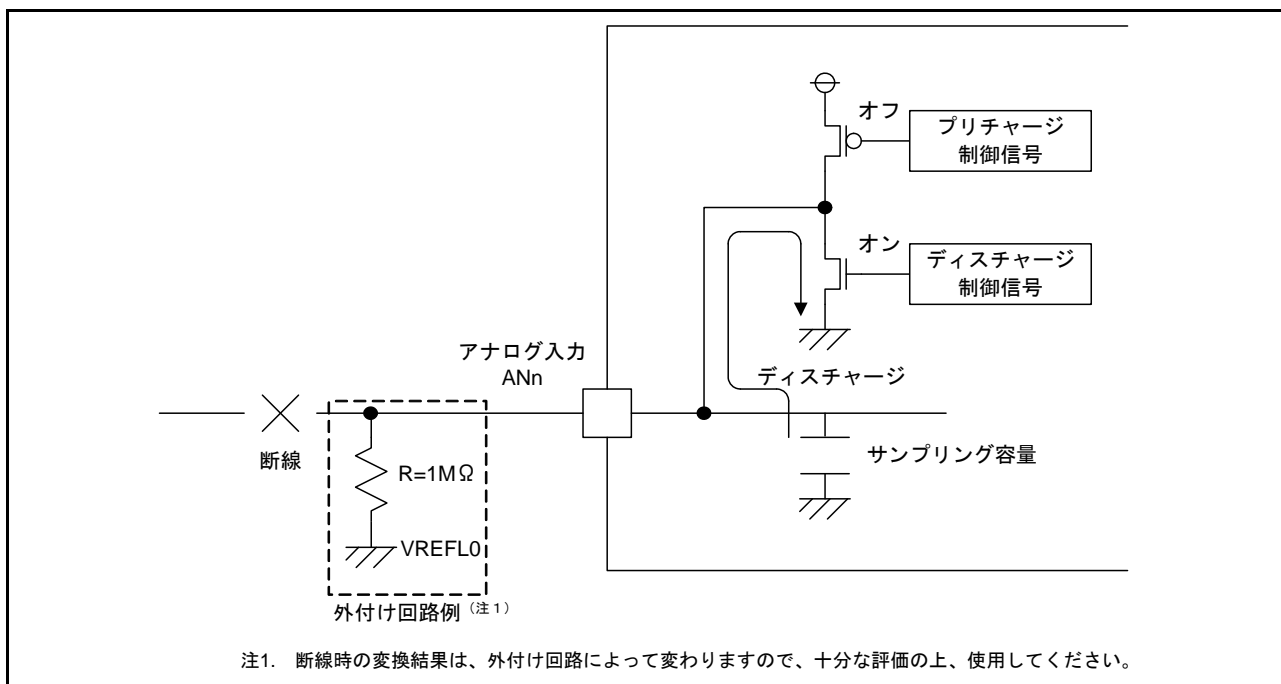 オフ
プリチャージ
制御信号
オン
ディスチャージ
制御信号
アナログ入力
ANn
ディスチャージ
断線
R=1MΩ
サンプリング容量
VREFL0
外付け回路例（注１）
注1. 断線時の変換結果は、外付け回路によって変わりますので、十分な評価の上、使用してください。